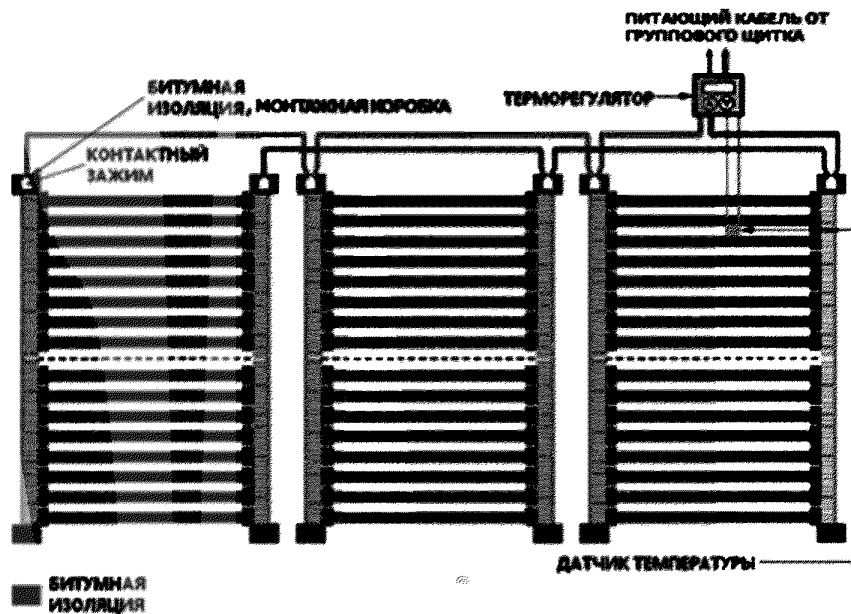 ПИТАЮЩИЙ КАБЕЛЬ ОТ
ГРУППОВОГО ЩИТКА
БИТУМНАЯ
ИЗОЛЯЦИЯ, МОНТАЖНАЯ КОРОБКА
ТЕРМОРЕГУЛЯТОР
КОНТАКТНЫЙ
ЗАЖИМ
ДАТЧИК ТЕМПЕРАТУРЫ
БИТУМНАЯ
ИЗОЛЯЦИЯ